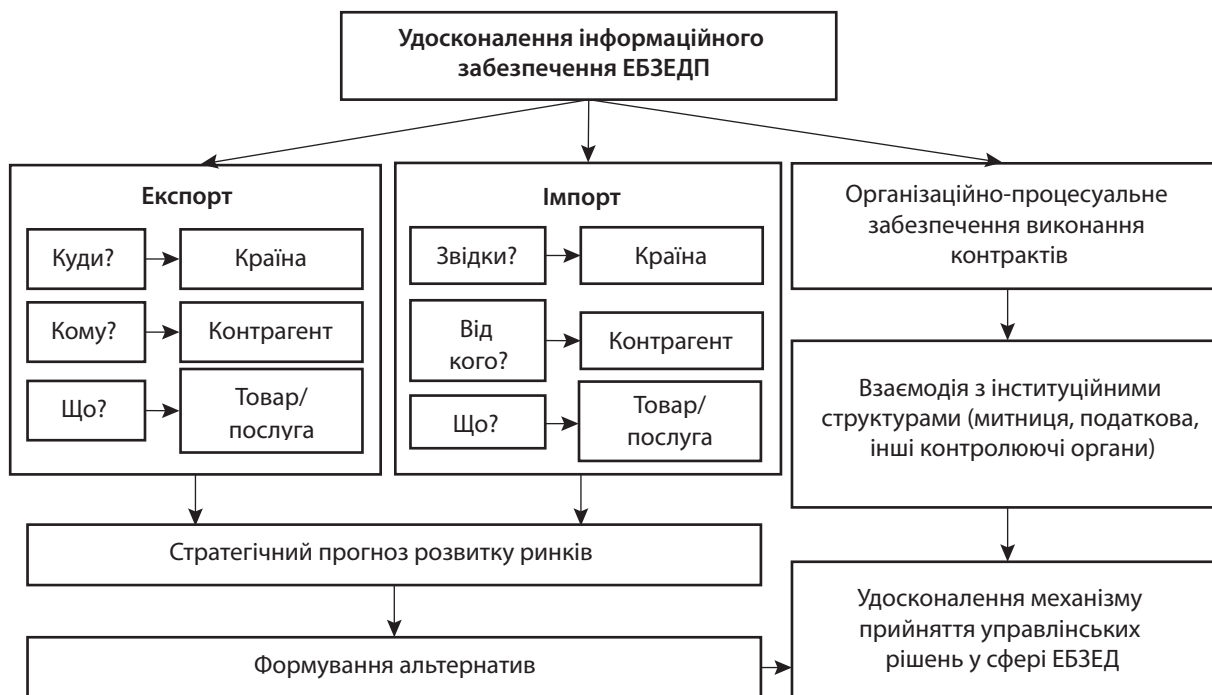 Удосконалення інформаційного
забезпечення ЕБЗЕДП
Експорт
Куди?
Країна
Кому?
Контрагент
Що?
Товар/
послуга
Імпорт
Звідки?
Країна
Від
кого?
Контрагент
Що?
Товар/
послуга
Організаційно-процесуальне
забезпечення виконання
контрактів
Взаємодія з інституційними
структурами (митниця, податкова,
інші контролюючі органи)
Стратегічний прогноз розвитку ринків
Формування альтернатив
Удосконалення механізму
прийняття управлінських
рішень у сфері ЕБЗЕД